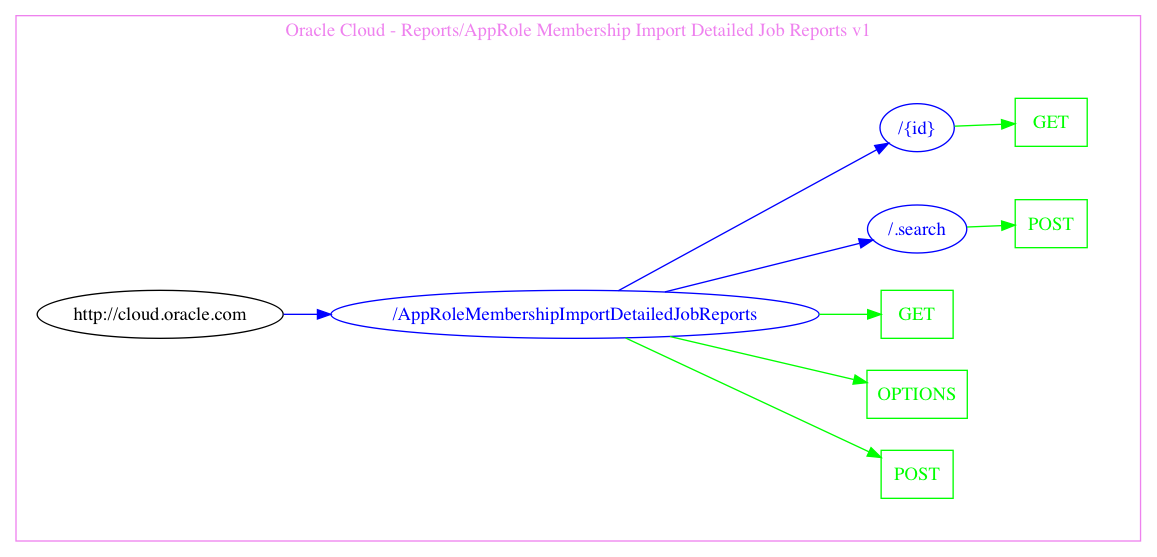 Oracle Cloud - Reports/AppRole Membership Import Detailed Job Reports v1
/{id}
GET
/.search
POST
http://cloud.oracle.com
/AppRoleMembershipImportDetailedJobReports
GET
OPTIONS
POST